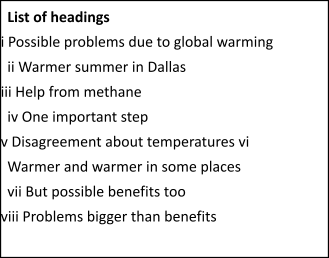 List of headings
i Possible problems due to global warming
ii Warmer summer in Dallas
iii Help from methane
iv One important step
v Disagreement about temperatures vi
Warmer and warmer in some places
vii But possible benefits too
viii Problems bigger than benefits